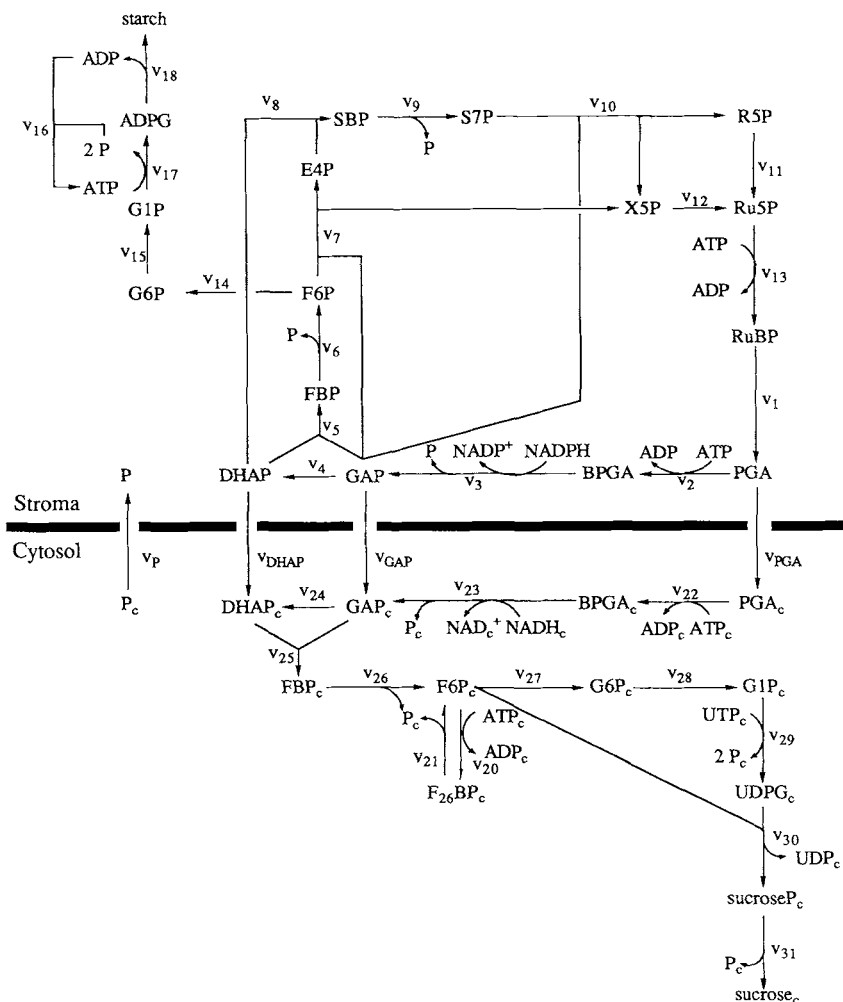 starch
ADP
v18
v8 v9 v10
SBP S7P R5P
v16 ADPG
2 P P
v17 v11
ATP E4P
G1P X5P v12 Ru5P
v7 ATP
v15 v13
v14 ADP
G6P F6P
P v6 RuBP
FBP v1
v5
P NADP+ NADPH ADP ATP
P DHAP v4 GAP v3 BPGA v2 PGA
Stroma
Cytosol
vP vDHAP vGAP vPGA
v24 v23 v22
Pc DHAPc GAPc BPGAc PGAc
Pc NADc+ NADHc ADPc ATPc
v25
v26 v27 v28
FBPc F6Pc G6Pc G1Pc
Pc ATPc UTPc
v29
ADPc 2 Pc
v21 v20
F26BPc UDPGc
v30
UDPc
sucrosePc
v31
Pc
sucrosec